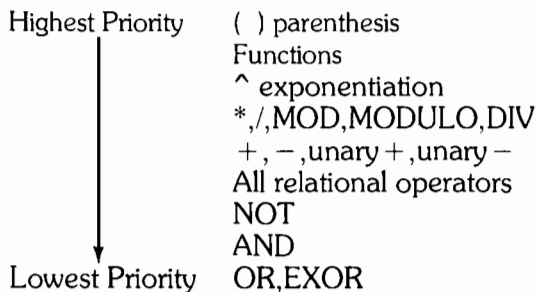 Highest Priority ( ) parenthesis
Functions
^ exponentiation
*,/,MOD,MODULO,DIV
+,−,unary +,unary −
All relational operators
NOT
AND
Lowest Priority OR,EXOR